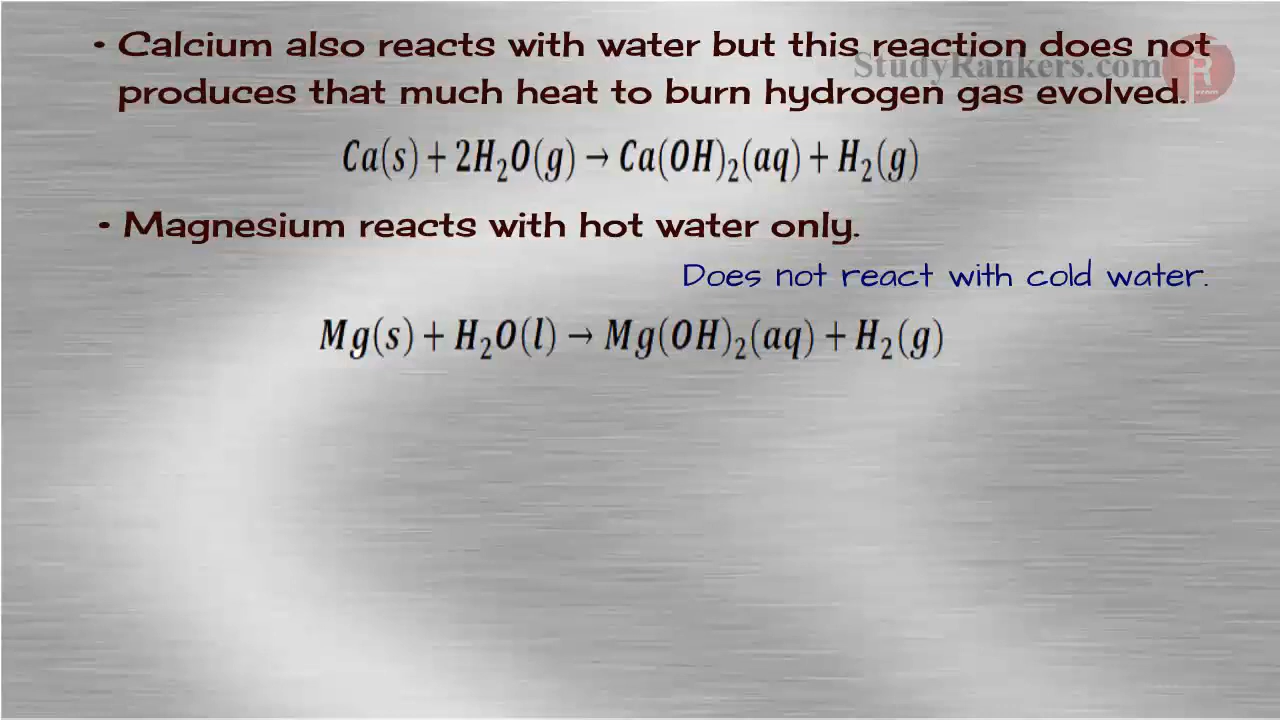 • Calcium also reacts with water but this reaction does not
StudyRankers.com
produces that much heat to burn hydrogen gas evolved.
Ca(s) + 2H₂O(g) → Ca(OH)₂(aq) + H₂(g)
• Magnesium reacts with hot water only.
Does not react with cold water.
Mg(s) + H₂O(l) → Mg(OH)₂(aq) + H₂(g)